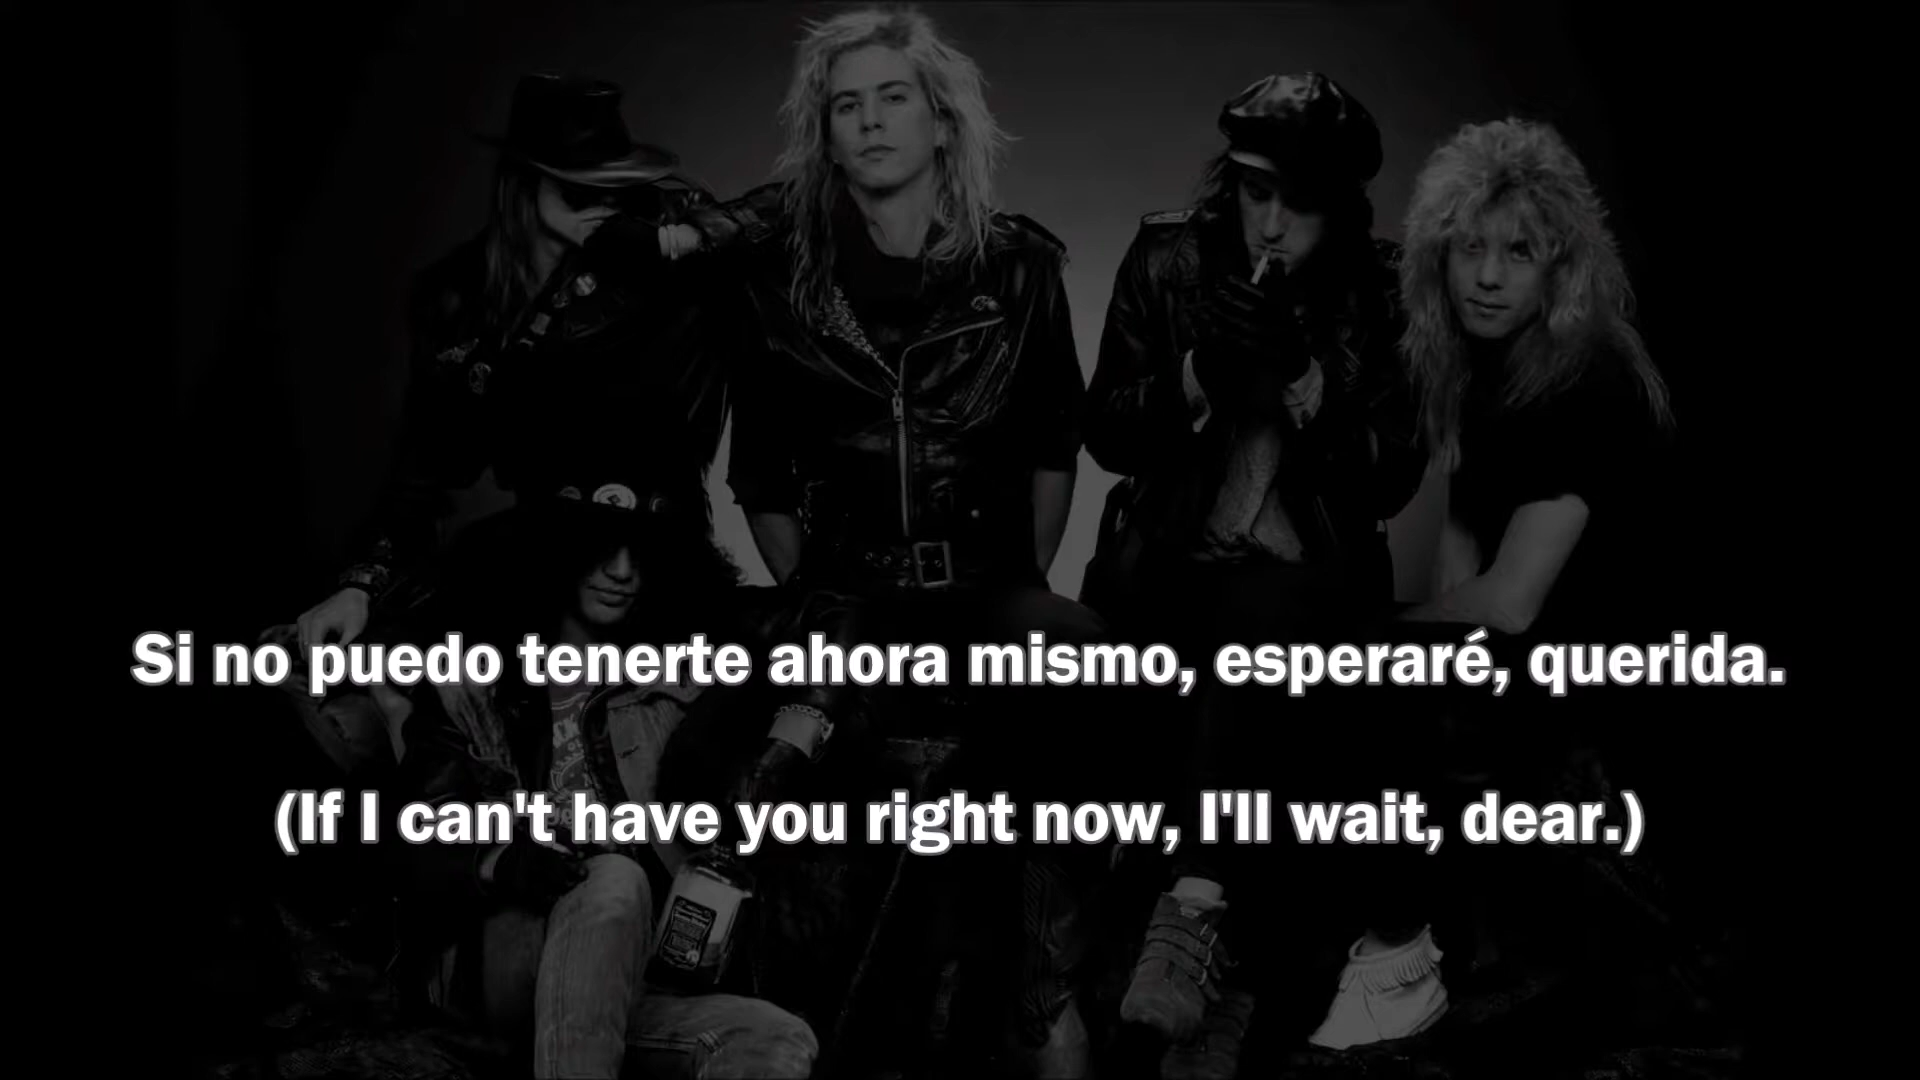 Si no puedo tenerte ahora mismo, esperaré, querida.
(If I can't have you right now, I'll wait, dear.)